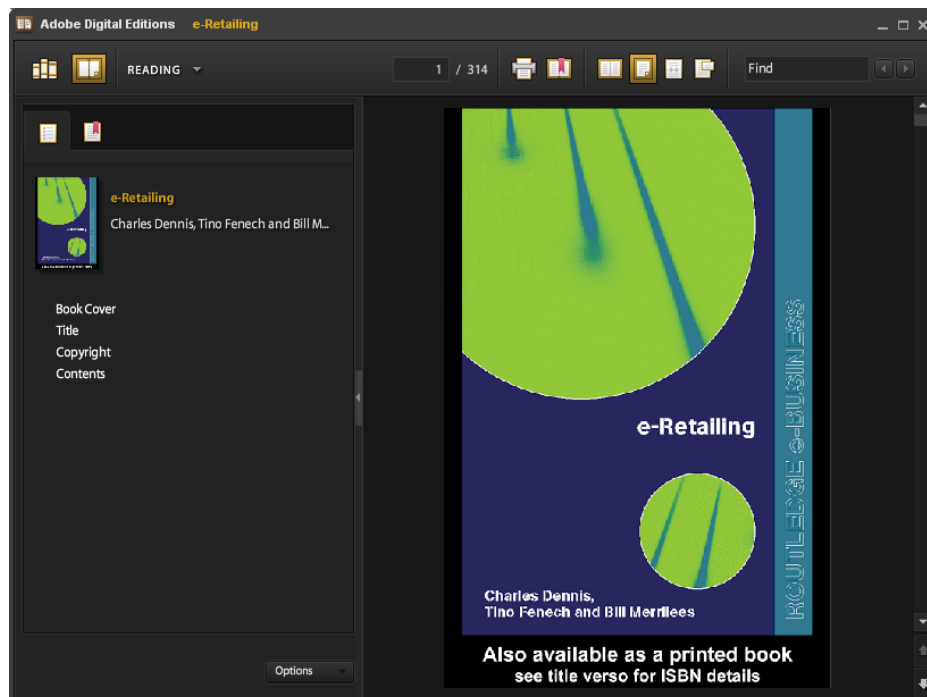 Adobe Digital Editions e-Retailing
READING
1 / 314
Find
e-Retailing
Charles Dennis, Tino Fenech and Bill M...
Book Cover
Title
Copyright
Contents
Options
e-Retailing
ROUTLEDGE e-BUSINESS
Charles Dennis,
Tino Fenech and Bill Merrilees
Also available as a printed book
see title verso for ISBN details